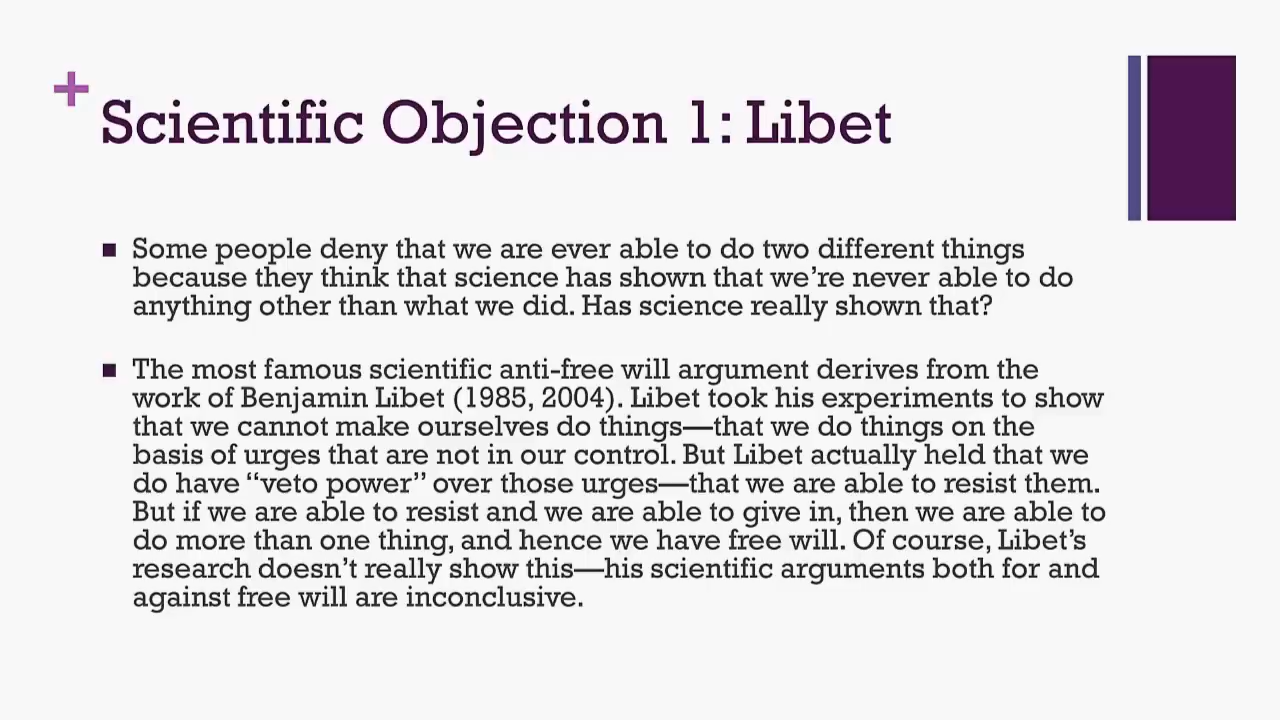 Scientific Objection 1: Libet
Some people deny that we are ever able to do two different things
because they think that science has shown that we’re never able to do
anything other than what we did. Has science really shown that?
The most famous scientific anti-free will argument derives from the
work of Benjamin Libet (1985, 2004). Libet took his experiments to show
that we cannot make ourselves do things—that we do things on the
basis of urges that are not in our control. But Libet actually held that we
do have “veto power” over those urges—that we are able to resist them.
But if we are able to resist and we are able to give in, then we are able to
do more than one thing, and hence we have free will. Of course, Libet’s
research doesn’t really show this—his scientific arguments both for and
against free will are inconclusive.